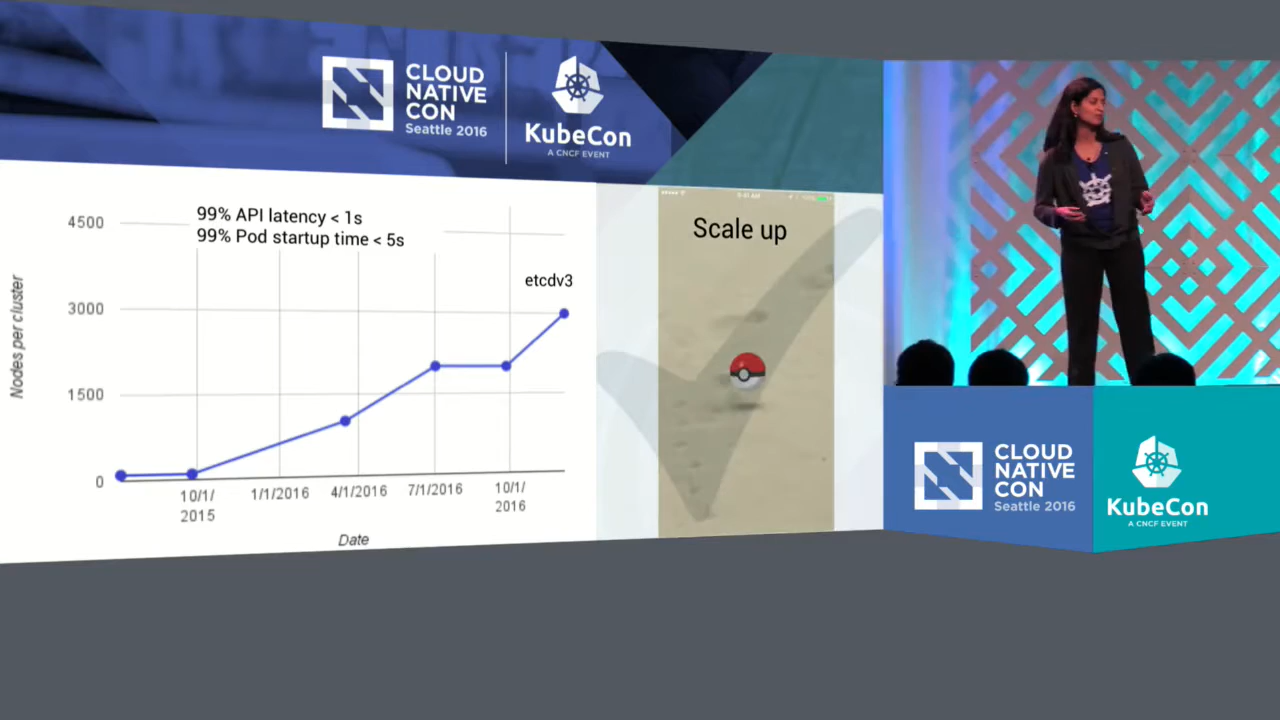 CLOUD
NATIVE
CON
Seattle 2016
KubeCon
A CNCF EVENT
99% API latency < 1s
99% Pod startup time < 5s
etcdv3
4500
3000
1500
0
Nodes per cluster
10/1/
2015
1/1/2016
4/1/2016
7/1/2016
10/1/
2016
Date
Scale up
CLOUD
NATIVE
CON
Seattle 2016
KubeCon
A CNCF EVENT